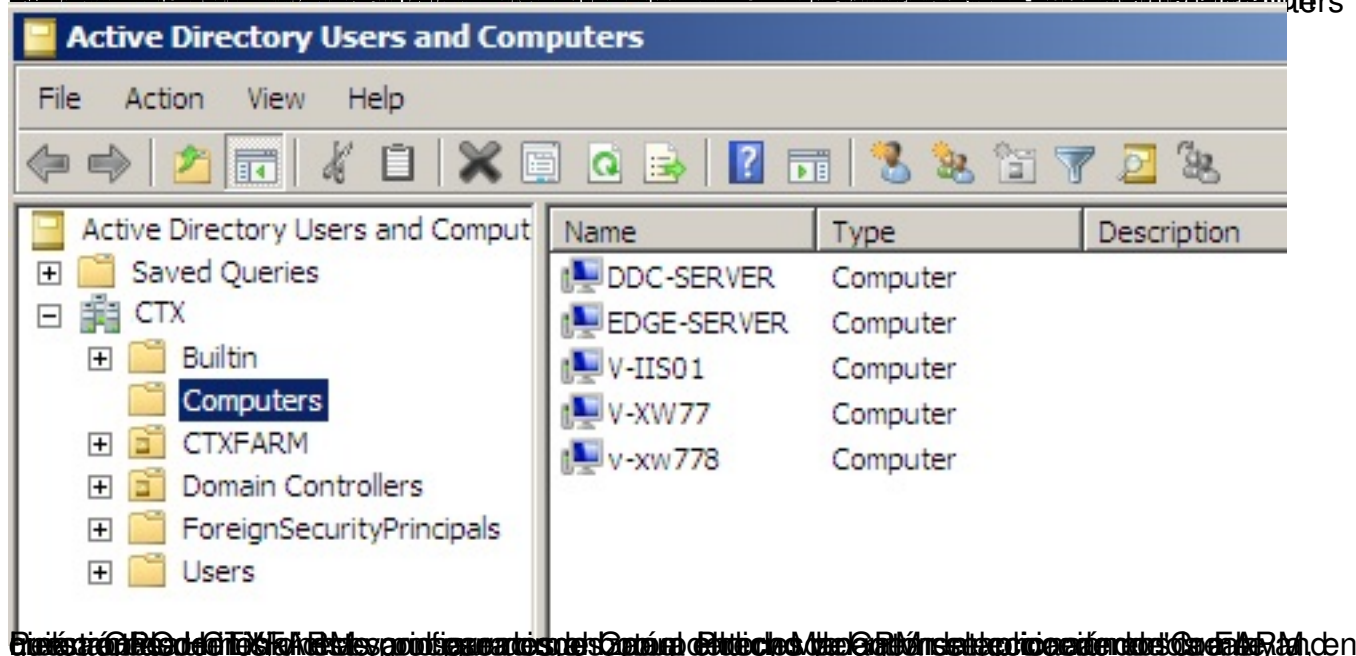 Active Directory Users and Computers
File Action View Help
Active Directory Users and Comput
Saved Queries
CTX
Builtin
Computers
CTXFARM
Domain Controllers
ForeignSecurityPrincipals
Users
Name Type Description
DDC-SERVER Computer
EDGE-SERVER Computer
V-IIS01 Computer
V-XW77 Computer
v-xw778 Computer